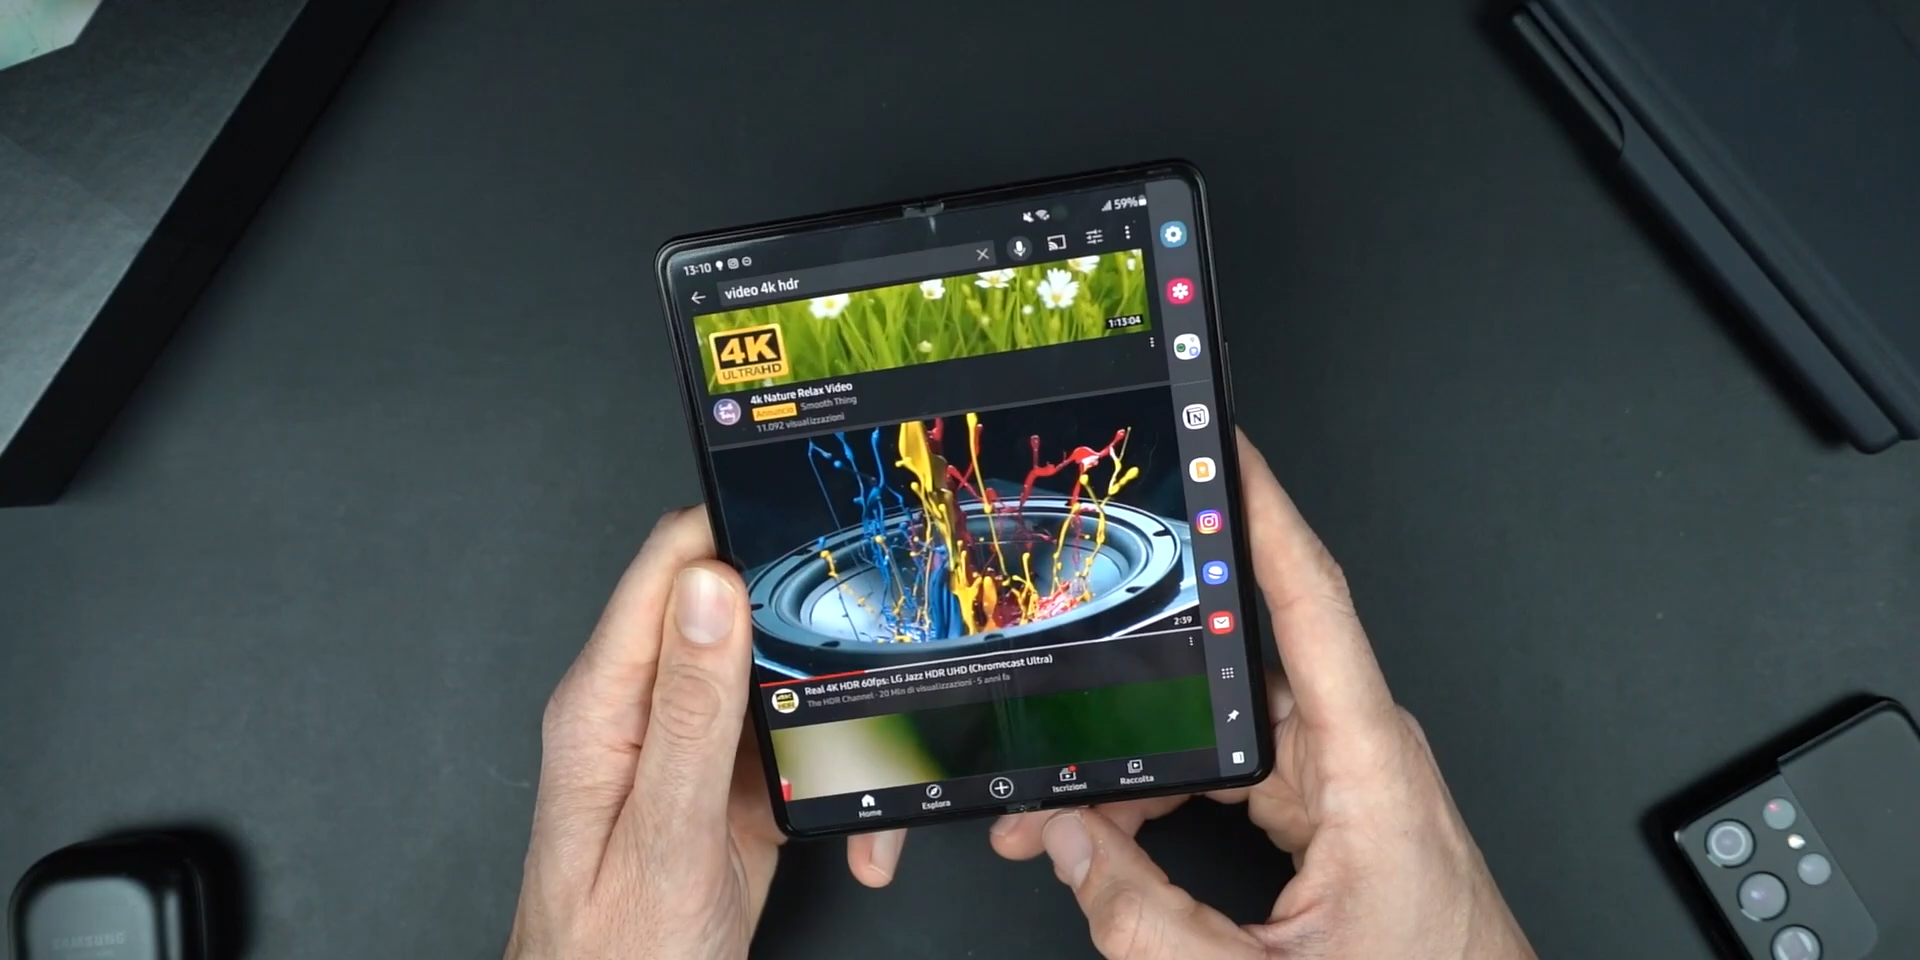 13:10
59%
video 4k hdr
4K
ULTRAHD
1:13:04
4k Nature Relax Video
Annuncio Smooth Thing
11.092 visualizzazioni
2:39
Real 4K HDR 60fps: LG Jazz HDR UHD (Chromecast Ultra)
The HDR Channel · 20 Mln di visualizzazioni · 5 anni fa
Home
Esplora
Iscrizioni
Raccolta
SAMSUNG